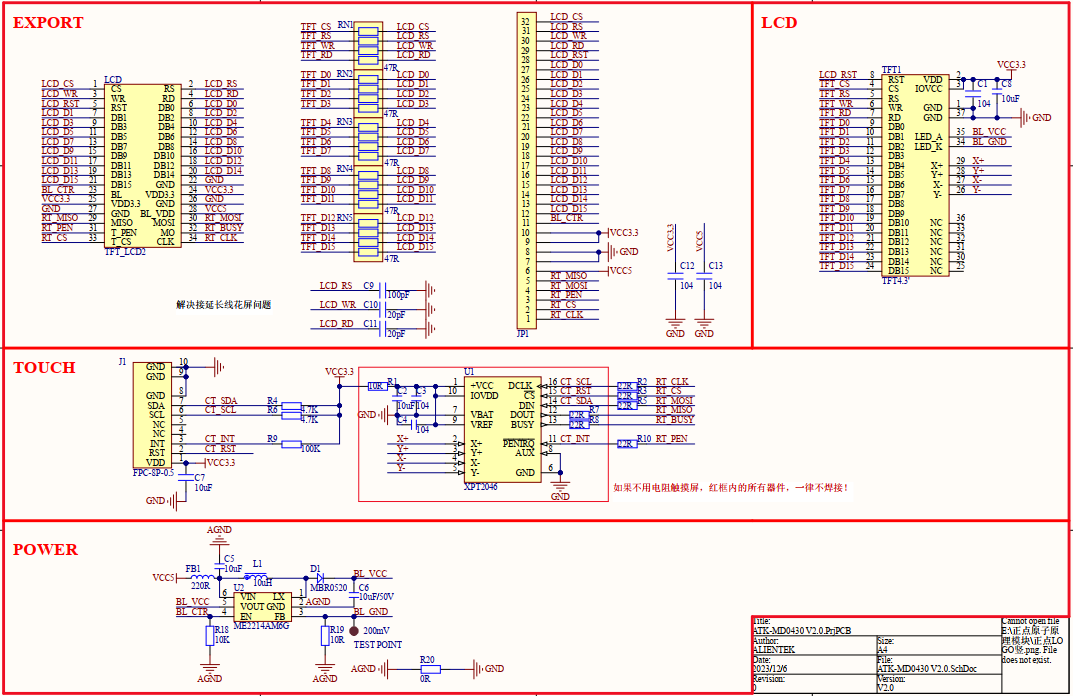 EXPORT
LCD
LCD_CS 1 CS RS 2 LCD_RS
LCD_WR 3 WR RD 4 LCD_RD
LCD_RST 5 RST DB0 6 LCD_D0
LCD_D1 7 DB1 DB2 8 LCD_D2
LCD_D3 9 DB3 DB4 10 LCD_D4
LCD_D5 11 DB5 DB6 12 LCD_D6
LCD_D7 13 DB7 DB8 14 LCD_D8
LCD_D9 15 DB9 DB10 16 LCD_D10
LCD_D11 17 DB11 DB12 18 LCD_D12
LCD_D13 19 DB13 DB14 20 LCD_D14
LCD_D15 21 DB15 GND 22 GND
BL_CTR 23 BL VDD3.3 24 VCC3.3
VCC3.3 25 VDD3.3 GND 26 GND
GND 27 GND BL_VDD 28 VCC5
RT_MISO 29 MISO MOSI 30 RT_MOSI
RT_PEN 31 T_PEN MO 32 RT_BUSY
RT_CS 33 T_CS CLK 34 RT_CLK
TFT_LCD2
RN1
TFT_CS LCD_CS
TFT_RS LCD_RS
TFT_WR LCD_WR
TFT_RD LCD_RD
47R
RN2
TFT_D0 LCD_D0
TFT_D1 LCD_D1
TFT_D2 LCD_D2
TFT_D3 LCD_D3
47R
RN3
TFT_D4 LCD_D4
TFT_D5 LCD_D5
TFT_D6 LCD_D6
TFT_D7 LCD_D7
47R
RN4
TFT_D8 LCD_D8
TFT_D9 LCD_D9
TFT_D10 LCD_D10
TFT_D11 LCD_D11
47R
RN5
TFT_D12 LCD_D12
TFT_D13 LCD_D13
TFT_D14 LCD_D14
TFT_D15 LCD_D15
47R
解决接延长线花屏问题
LCD_RS C9 100pF
LCD_WR C10 20pF
LCD_RD C11 20pF
32 LCD_CS
31 LCD_RS
30 LCD_WR
29 LCD_RD
28 LCD_RST
27 LCD_D0
26 LCD_D1
25 LCD_D2
24 LCD_D3
23 LCD_D4
22 LCD_D5
21 LCD_D6
20 LCD_D7
19 LCD_D8
18 LCD_D9
17 LCD_D10
16 LCD_D11
15 LCD_D12
14 LCD_D13
13 LCD_D14
12 LCD_D15
11 BL_CTR
10 VCC3.3
9
8 GND
7
6 VCC5
5 RT_MISO
4 RT_MOSI
3 RT_PEN
2 RT_CS
1 RT_CLK
JP1
VCC3.3 VCC5
C12 C13
104 104
GND GND
LCD
TFT1
VCC3.3
LCD_RST 8 RST VDD 2
TFT_CS 4 CS IOVCC 3
TFT_RS 5 RS
TFT_WR 6 WR GND 1
TFT_RD 7 RD GND 37
TFT_D0 9 DB0
TFT_D1 10 DB1 LED_A 35 BL_VCC
TFT_D2 11 DB2 LED_K 34 BL_GND
TFT_D3 12 DB3
TFT_D4 13 DB4 X+ 29 X+
TFT_D5 14 DB5 Y+ 28 Y+
TFT_D6 15 DB6 X- 27 X-
TFT_D7 16 DB7 Y- 26 Y-
TFT_D8 17 DB8
TFT_D9 18 DB9
TFT_D10 19 DB10 NC 36
TFT_D11 20 DB11 NC 33
TFT_D12 21 DB12 NC 32
TFT_D13 22 DB13 NC 31
TFT_D14 23 DB14 NC 30
TFT_D15 24 DB15 NC 25
TFT4.3'
C1 C8
104 10uF
GND
TOUCH
J1
GND 10
GND 9
GND 8
SDA 7 CT_SDA R4 4.7K
SCL 6 CT_SCL R6 4.7K
NC 5
NC 4
INT 3 CT_INT R9 100K
RST 2 CT_RST
VDD 1 VCC3.3
FPC-8P-0.5
C7
10uF
GND
VCC3.3
10R R1
C2 C3
10uF 104
GND
C4
104
U1
1 +VCC DCLK 16 CT_SCL 22R R2 RT_CLK
10 IOVDD CS 15 CT_RST 22R R3 RT_CS
DIN 14 CT_SDA 22R R5 RT_MOSI
7 VBAT DOUT 12 22R R7 RT_MISO
9 VREF BUSY 13 22R R8 RT_BUSY
X+ 2 X+ PENIRQ 11 CT_INT 22R R10 RT_PEN
Y+ 3 Y+ AUX 8
X- 4 X-
Y- 5 Y- GND 6
XPT2046
GND
如果不用电阻触摸屏，红框内的所有器件，一律不焊接！
POWER
AGND
C5
10uF
VCC5 FB1 220R
L1
10uH
D1
MBR0520
BL_VCC
C6
10uF/50V
U2
6 VIN LX 1
BL_VCC 5 VOUT GND 2 AGND
BL_CTR 4 EN FB 3 BL_GND
ME2214AM6G
R18
10K
AGND
R19
10R
AGND
200mV
TEST POINT
AGND R20 0R GND
Title:
ATK-MD0430 V2.0.PrjPCB
Author:
ALIENTEK
Size:
A4
Date:
2023/12/6
File:
ATK-MD0430 V2.0.SchDoc
Revision:
0
Version:
V2.0
Cannot open file
E:\正点原子原
理模块\正点LO
GO竖.png. File
does not exist.